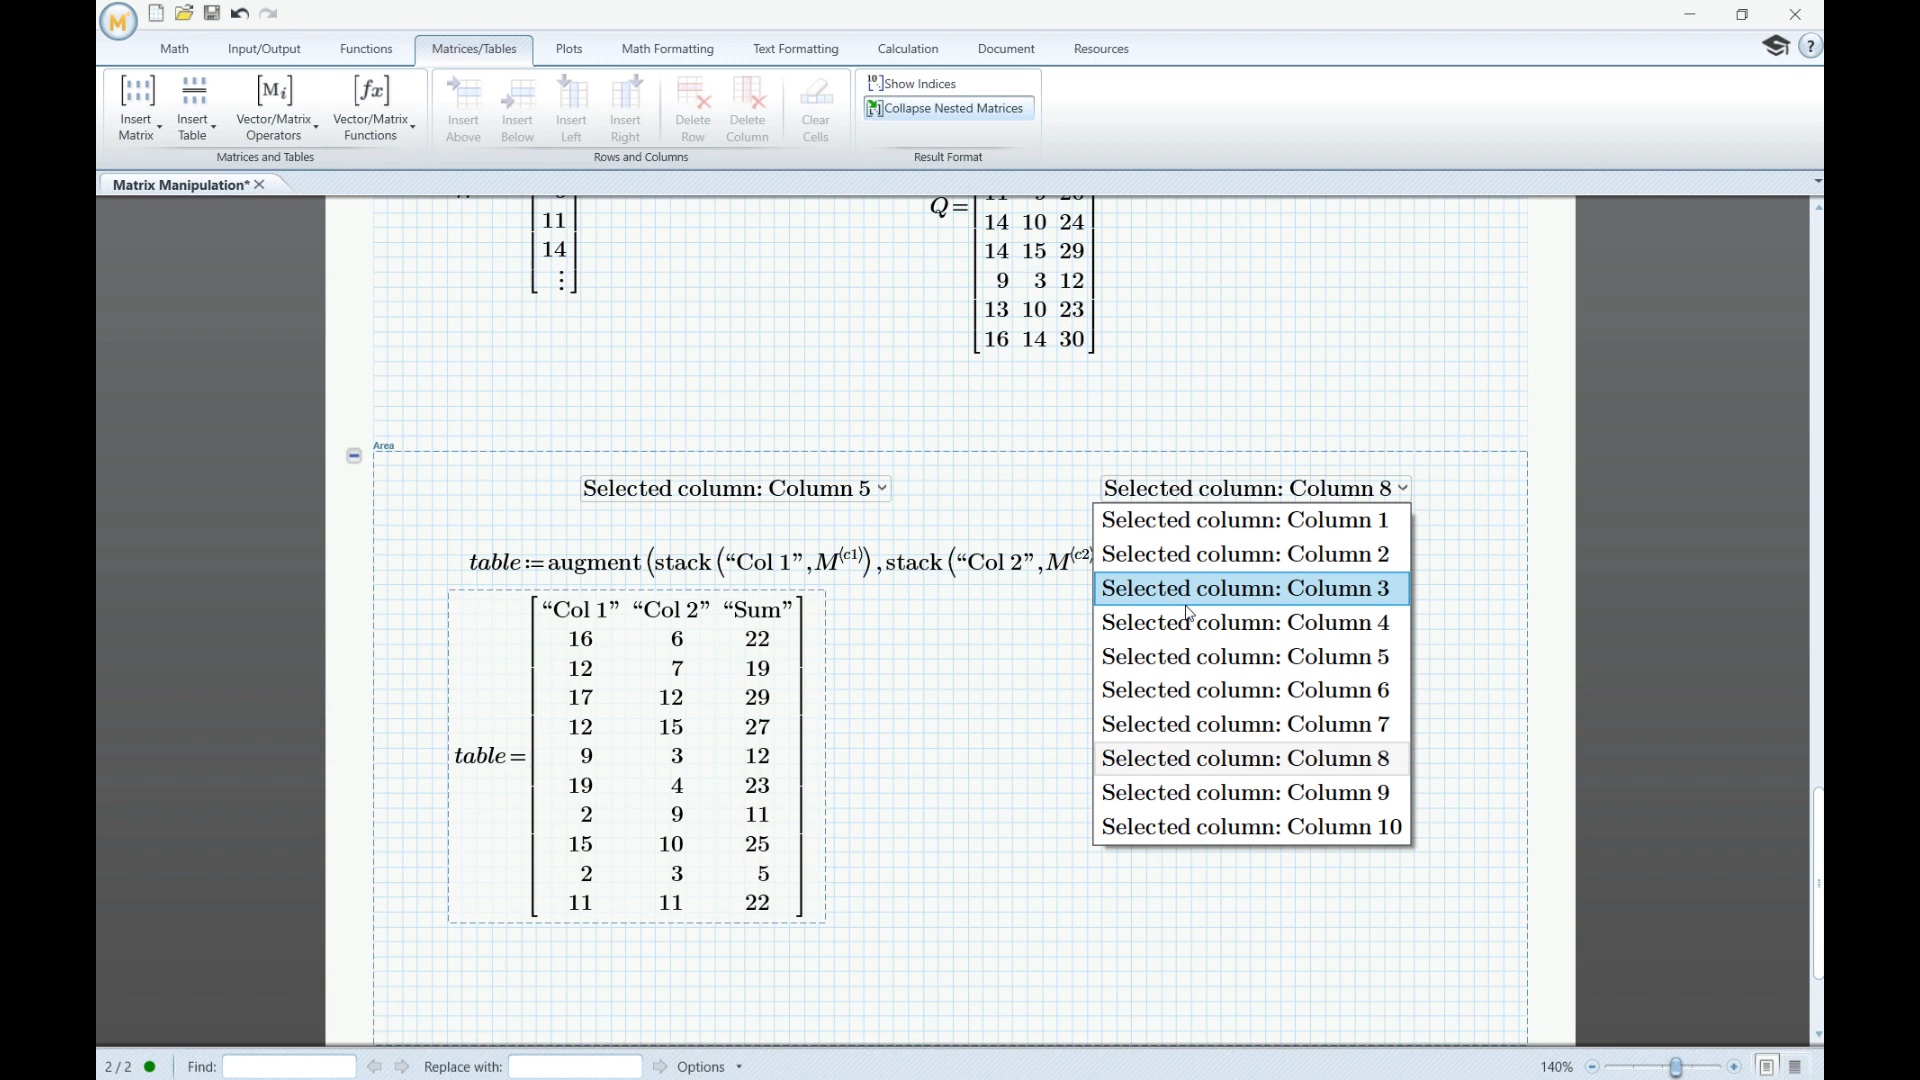 M
Math Input/Output Functions Matrices/Tables Plots Math Formatting Text Formatting Calculation Document Resources ?
Insert Matrix Insert Table Vector/Matrix Operators Vector/Matrix Functions
Matrices and Tables
Insert Above Insert Below Insert Left Insert Right Delete Row Delete Column Clear Cells
Rows and Columns
Show Indices
Collapse Nested Matrices
Result Format
Matrix Manipulation*
11
14
⋮
Q=
14 10 24
14 15 29
9 3 12
13 10 23
16 14 30
Area
Selected column: Column 5
Selected column: Column 8
table:=augment(stack(“Col 1”,M⟨c1⟩),stack(“Col 2”,M⟨c2⟩
Selected column: Column 1
Selected column: Column 2
Selected column: Column 3
Selected column: Column 4
Selected column: Column 5
Selected column: Column 6
Selected column: Column 7
Selected column: Column 8
Selected column: Column 9
Selected column: Column 10
table=
“Col 1” “Col 2” “Sum”
16 6 22
12 7 19
17 12 29
12 15 27
9 3 12
19 4 23
2 9 11
15 10 25
2 3 5
11 11 22
2 / 2 Find: Replace with: Options 140%